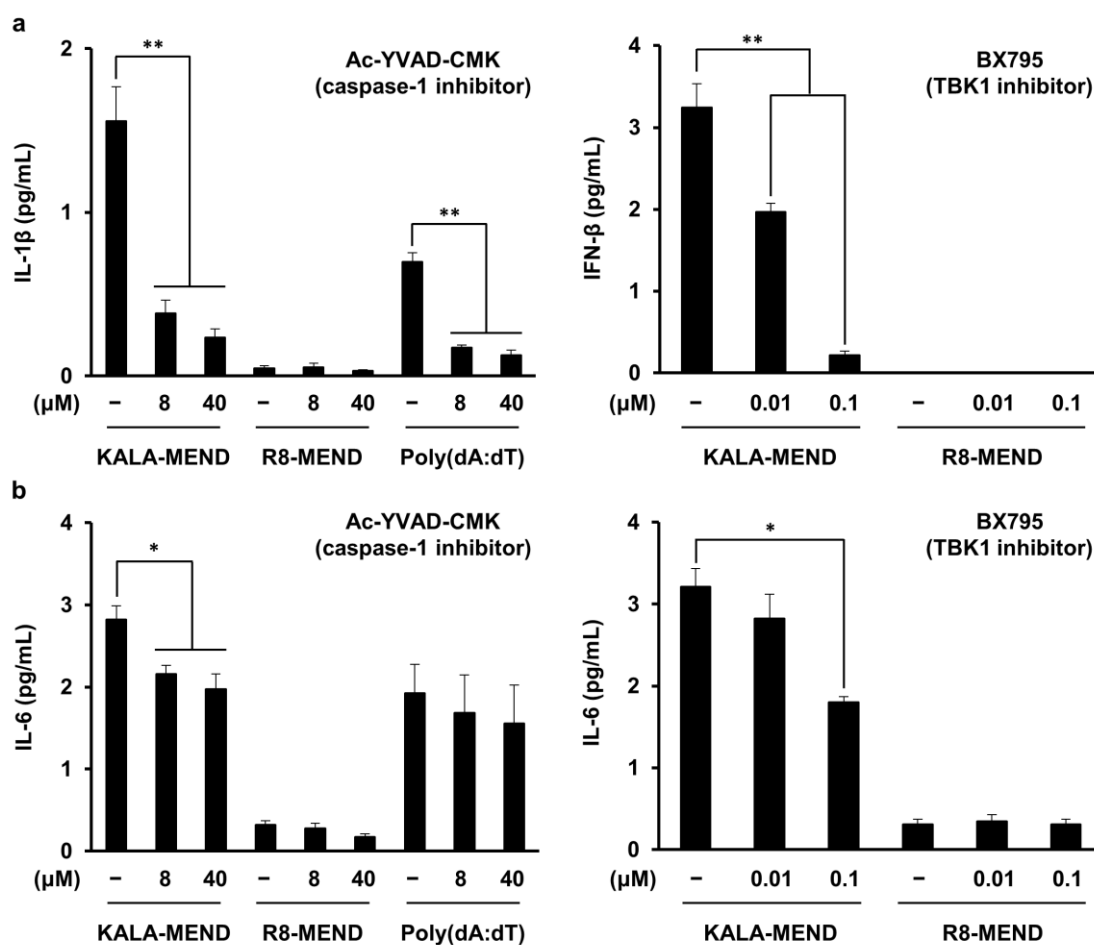 a
Ac-YVAD-CMK
(caspase-1 inhibitor)
IL-1β (pg/mL)
2
1
0
**
**
(μM) – 8 40 – 8 40 – 8 40
KALA-MEND R8-MEND Poly(dA:dT)
BX795
(TBK1 inhibitor)
IFN-β (pg/mL)
4
3
2
1
0
**
– 0.01 0.1 – 0.01 0.1
KALA-MEND R8-MEND
b
Ac-YVAD-CMK
(caspase-1 inhibitor)
IL-6 (pg/mL)
4
3
2
1
0
*
(μM) – 8 40 – 8 40 – 8 40
KALA-MEND R8-MEND Poly(dA:dT)
BX795
(TBK1 inhibitor)
IL-6 (pg/mL)
4
3
2
1
0
*
(μM) – 0.01 0.1 – 0.01 0.1
KALA-MEND R8-MEND